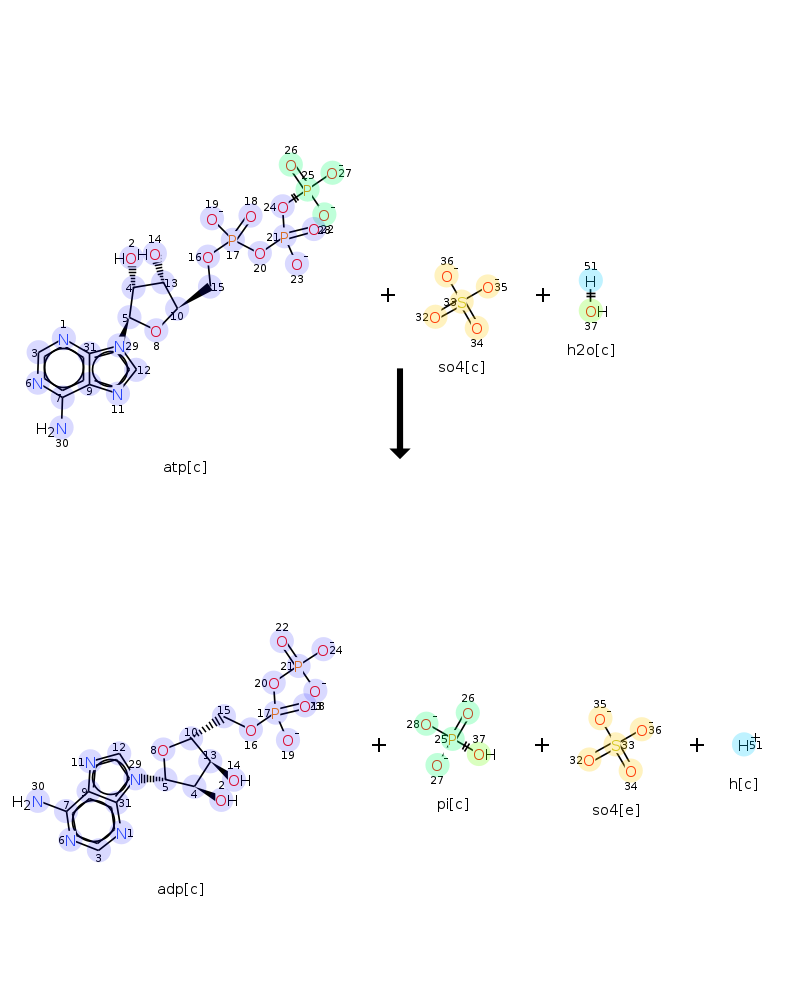 26
25
O
O⁻
27
P
19
18
24
O⁻
O
O
O⁻
2
14
21
28
22
HO
HO
16
O
P
P
O
17
O
20
O⁻
23
4
13
15
5
10
O
8
1
N
31
N
29
3
12
6
N
7
9
N
11
H₂N
30
atp[c]
+
36
O⁻
33
S
O⁻
35
32
O
O
34
so4[c]
+
51
H
OH
37
h2o[c]
22
O
O⁻
24
21
P
20
O
O⁻
23
17
P
O
18
15
O
16
O⁻
19
10
8
O
12
13
11
N
29
N
14
OH
5
4
2
OH
30
H₂N
7
9
31
6
N
N
1
3
adp[c]
+
26
28
O⁻
O
25
P
37
OH
O⁻
27
pi[c]
+
35
O⁻
O⁻
36
S
33
32
O
O
34
so4[e]
+
H⁺
51
h[c]